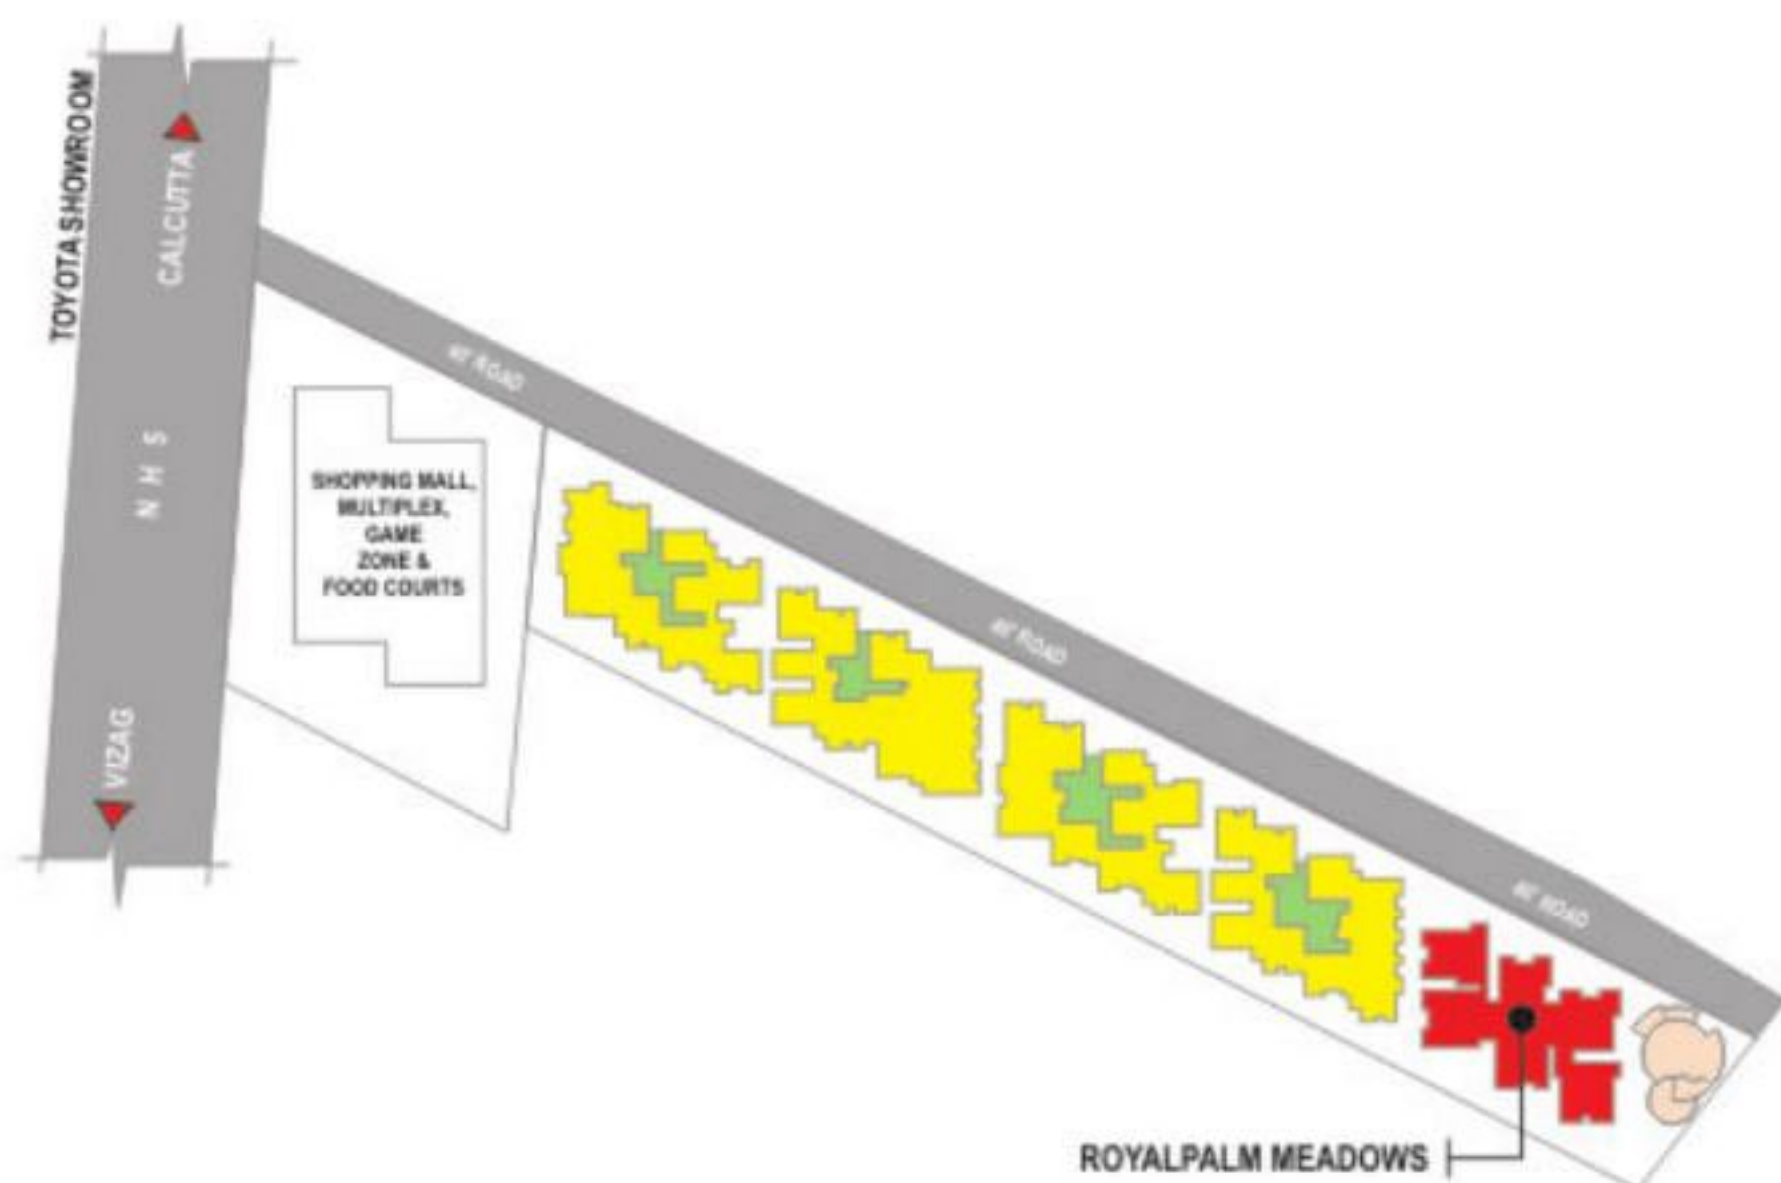 TOYOTA SHOWROOM
CALCUTTA
N H 5
VIZAG
SHOPPING MALL,
MULTIPLEX,
GAME
ZONE &
FOOD COURTS
ROAD
ROAD
ROAD
ROYALPALM MEADOWS